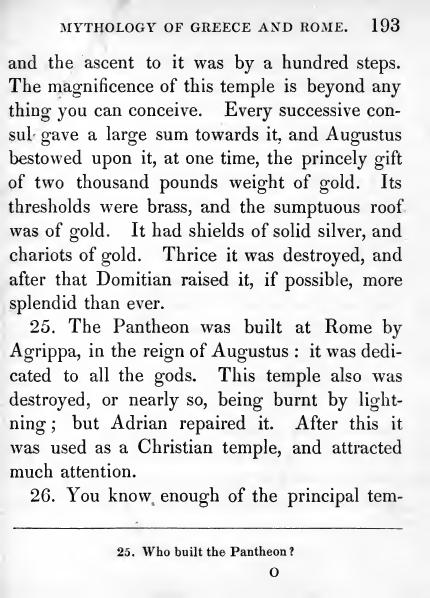 MYTHOLOGY OF GREECE AND ROME. 193
and the ascent to it was by a hundred steps.
The magnificence of this temple is beyond any
thing you can conceive. Every successive con-
sul gave a large sum towards it, and Augustus
bestowed upon it, at one time, the princely gift
of two thousand pounds weight of gold. Its
thresholds were brass, and the sumptuous roof
was of gold. It had shields of solid silver, and
chariots of gold. Thrice it was destroyed, and
after that Domitian raised it, if possible, more
splendid than ever.
25. The Pantheon was built at Rome by
Agrippa, in the reign of Augustus : it was dedi-
cated to all the gods. This temple also was
destroyed, or nearly so, being burnt by light-
ning ; but Adrian repaired it. After this it
was used as a Christian temple, and attracted
much attention.
26. You know enough of the principal tem-
25. Who built the Pantheon ?
O